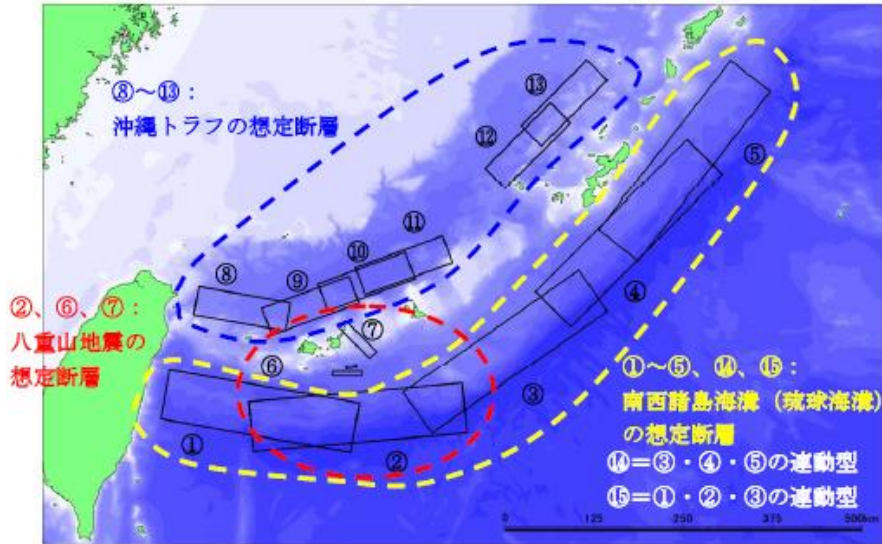 ⑧～⑬：
沖縄トラフの想定断層
⑬
⑫
⑤
⑪
⑩
⑨
⑧
④
⑦
⑥
②、⑥、⑦：
八重山地震の
想定断層
③
①
②
①～⑤、⑭、⑮：
南西諸島海溝（琉球海溝）
の想定断層
⑭＝③・④・⑤の連動型
⑮＝①・②・③の連動型
0 125 250 375 500km